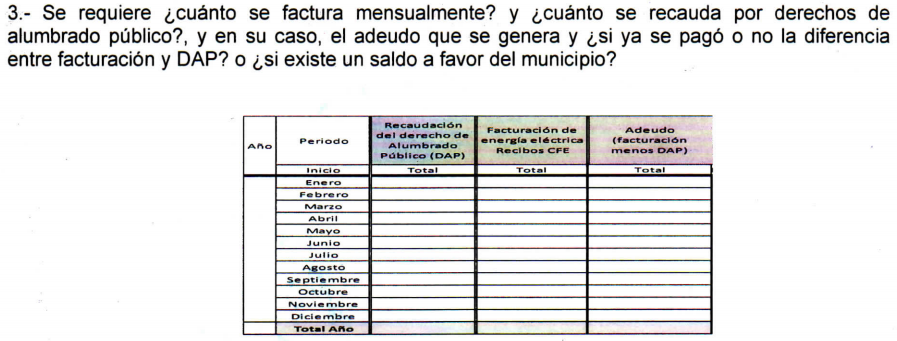 3.- Se requiere ¿cuánto se factura mensualmente? y ¿cuánto se recauda por derechos de
alumbrado público?, y en su caso, el adeudo que se genera y ¿si ya se pagó o no la diferencia
entre facturación y DAP? o ¿si existe un saldo a favor del municipio?
Año
Periodo
Recaudación
del derecho de
Alumbrado
Público (DAP)
Facturación de
energía eléctrica
Recibos CFE
Adeudo
(facturación
menos DAP)
Inicio Total Total Total
Enero
Febrero
Marzo
Abril
Mayo
Junio
Julio
Agosto
Septiembre
Octubre
Noviembre
Diciembre
Total Año